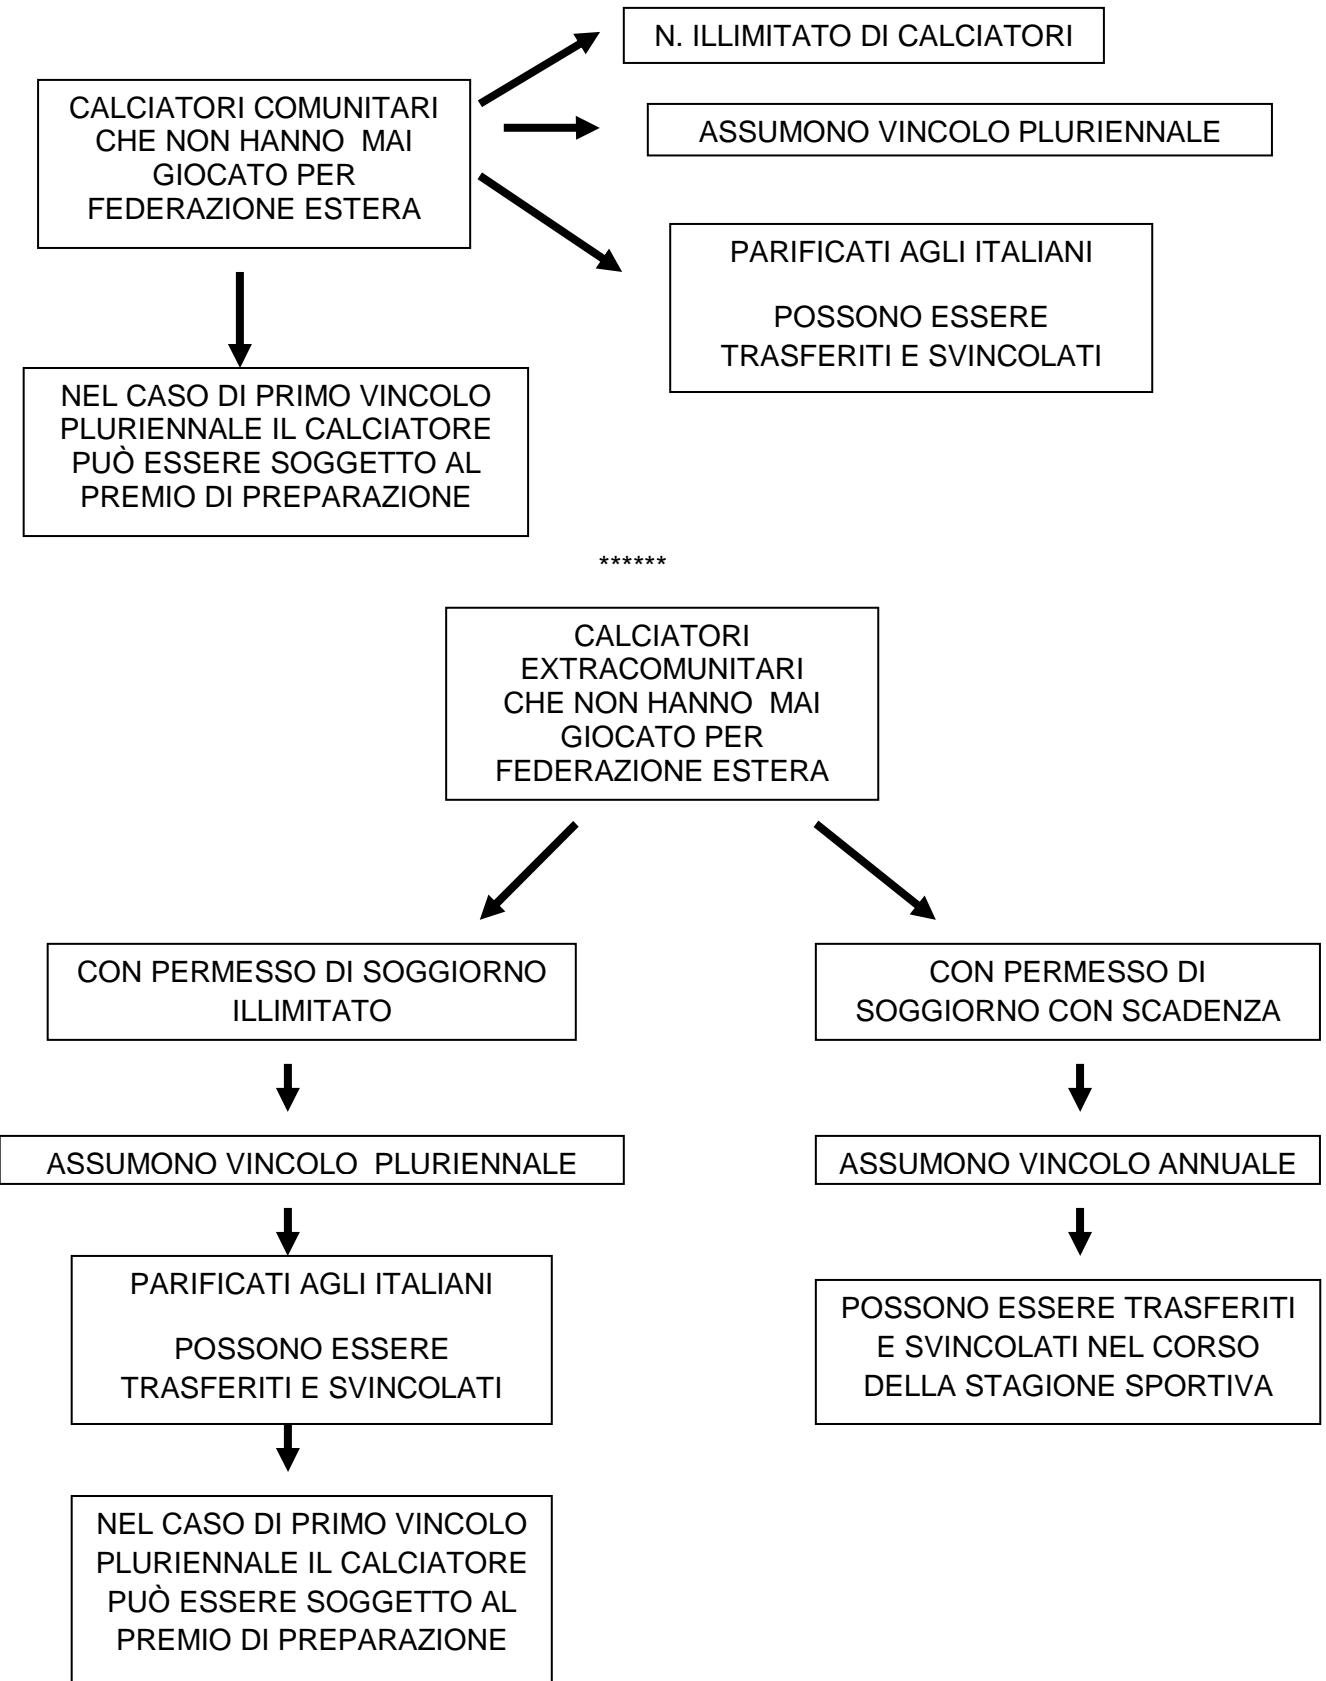 N. ILLIMITATO DI CALCIATORI
CALCIATORI COMUNITARI
CHE NON HANNO MAI
GIOCATO PER
FEDERAZIONE ESTERA
ASSUMONO VINCOLO PLURIENNALE
PARIFICATI AGLI ITALIANI
POSSONO ESSERE
TRASFERITI E SVINCOLATI
NEL CASO DI PRIMO VINCOLO
PLURIENNALE IL CALCIATORE
PUÒ ESSERE SOGGETTO AL
PREMIO DI PREPARAZIONE
******
CALCIATORI
EXTRACOMUNITARI
CHE NON HANNO MAI
GIOCATO PER
FEDERAZIONE ESTERA
CON PERMESSO DI SOGGIORNO
ILLIMITATO
CON PERMESSO DI
SOGGIORNO CON SCADENZA
ASSUMONO VINCOLO PLURIENNALE
ASSUMONO VINCOLO ANNUALE
PARIFICATI AGLI ITALIANI
POSSONO ESSERE
TRASFERITI E SVINCOLATI
POSSONO ESSERE TRASFERITI
E SVINCOLATI NEL CORSO
DELLA STAGIONE SPORTIVA
NEL CASO DI PRIMO VINCOLO
PLURIENNALE IL CALCIATORE
PUÒ ESSERE SOGGETTO AL
PREMIO DI PREPARAZIONE